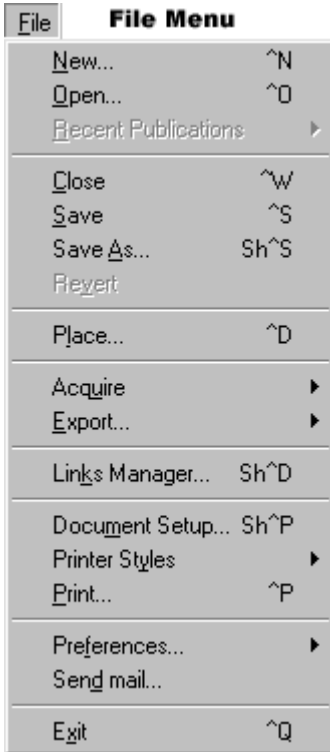 File File Menu
New... ^N
Open... ^O
Recent Publications
Close ^W
Save ^S
Save As... Sh^S
Revert
Place... ^D
Acquire
Export...
Links Manager... Sh^D
Document Setup... Sh^P
Printer Styles
Print... ^P
Preferences...
Send mail...
Exit ^Q